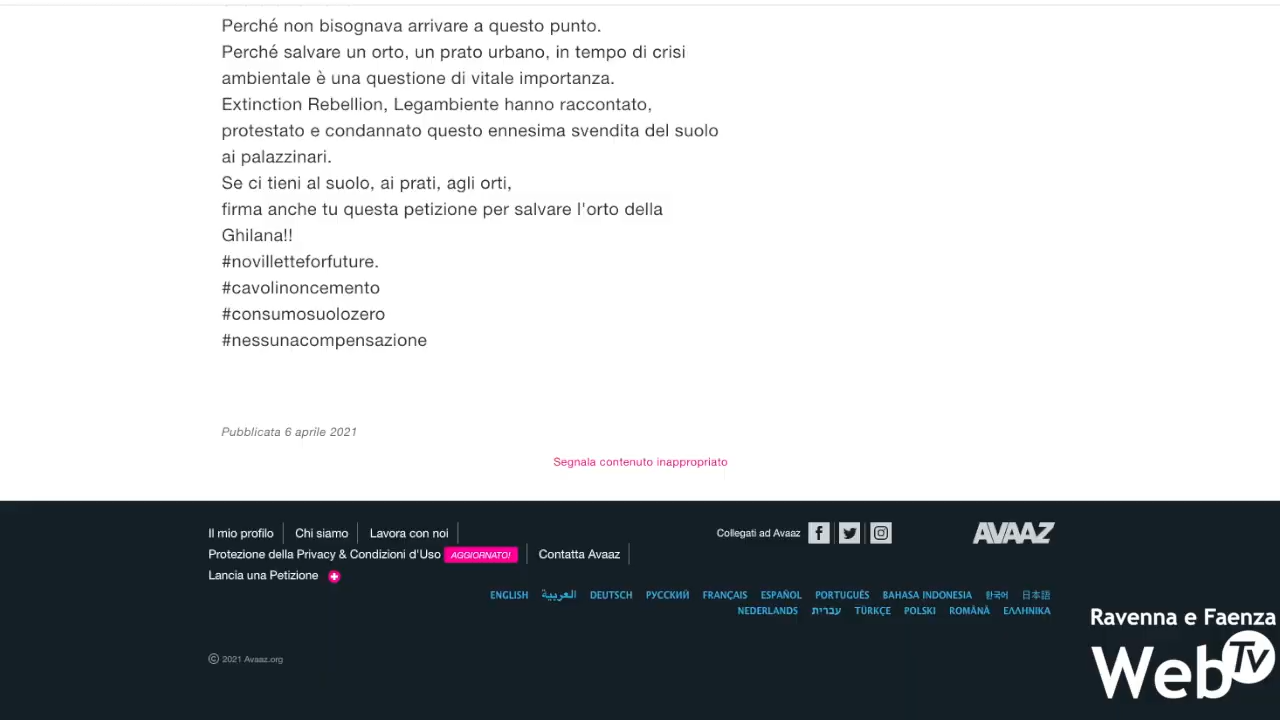 Perché non bisognava arrivare a questo punto.
Perché salvare un orto, un prato urbano, in tempo di crisi
ambientale è una questione di vitale importanza.
Extinction Rebellion, Legambiente hanno raccontato,
protestato e condannato questo ennesima svendita del suolo
ai palazzinari.
Se ci tieni al suolo, ai prati, agli orti,
firma anche tu questa petizione per salvare l'orto della
Ghilana!!
#novilletteforfuture.
#cavolinoncemento
#consumosuolozero
#nessunacompensazione
Pubblicata 6 aprile 2021
Segnala contenuto inappropriato
Il mio profilo Chi siamo Lavora con noi
Protezione della Privacy & Condizioni d'Uso AGGIORNATO! Contatta Avaaz
Lancia una Petizione
Collegati ad Avaaz
AVAAZ
ENGLISH العربية DEUTSCH РУССКИЙ FRANÇAIS ESPAÑOL PORTUGUÊS BAHASA INDONESIA 한국어 日本語
NEDERLANDS עברית TÜRKÇE POLSKI ROMÂNĂ ΕΛΛΗΝΙΚΑ
© 2021 Avaaz.org
Ravenna e Faenza
WebTv